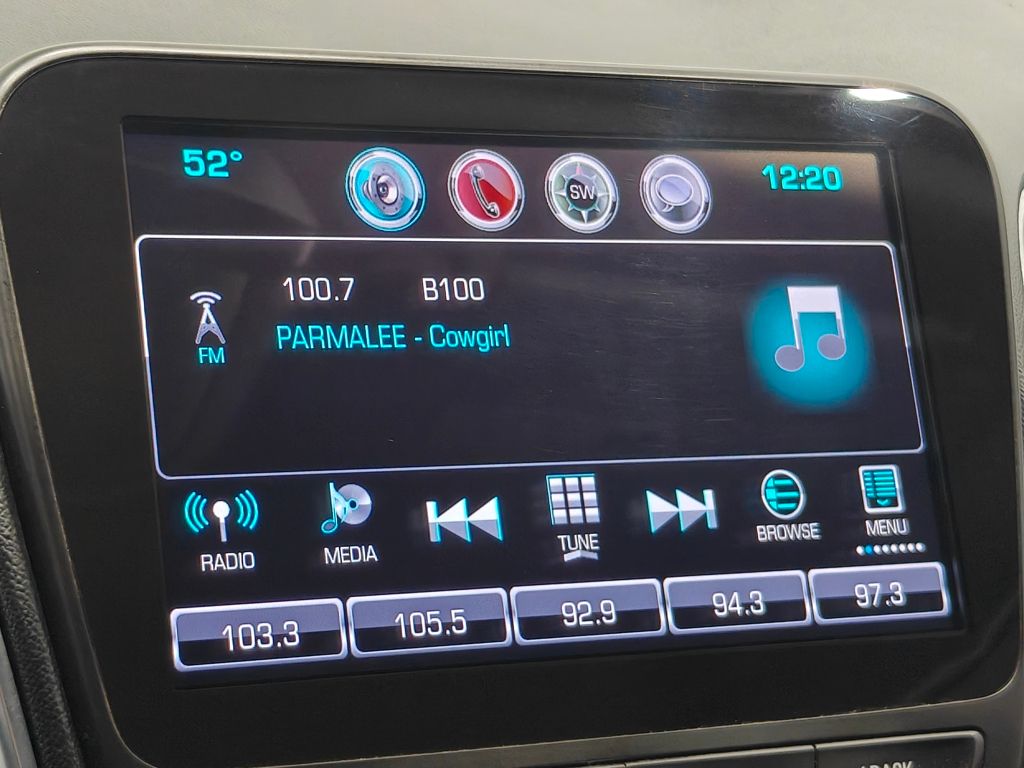 52° SW 12:20
100.7 B100
FM PARMALEE - Cowgirl
RADIO MEDIA TUNE BROWSE MENU
103.3 105.5 92.9 94.3 97.3
BACK